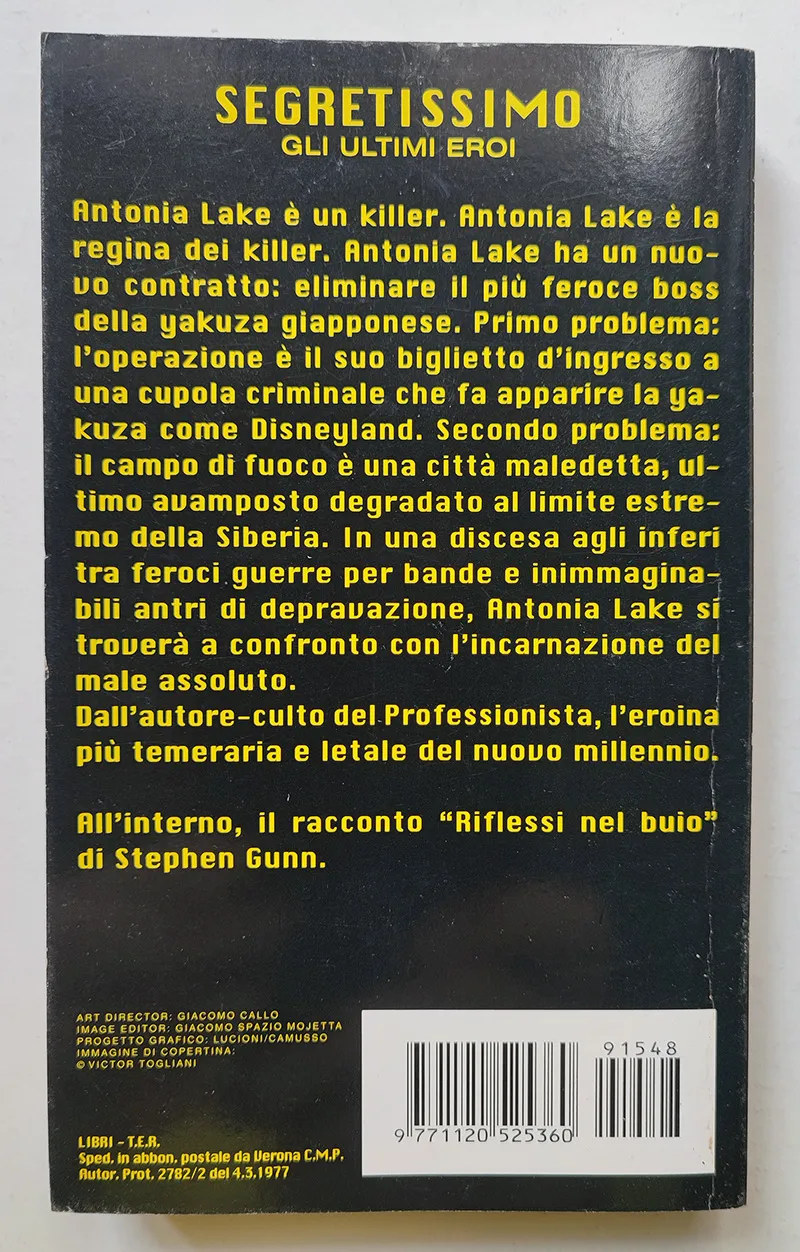 SEGRETISSIMO
GLI ULTIMI EROI
Antonia Lake è un killer. Antonia Lake è la
regina dei killer. Antonia Lake ha un nuo-
vo contratto: eliminare il più feroce boss
della yakuza giapponese. Primo problema:
l'operazione è il suo biglietto d'ingresso a
una cupola criminale che fa apparire la ya-
kuza come Disneyland. Secondo problema:
il campo di fuoco è una città maledetta, ul-
timo avamposto degradato al limite estre-
mo della Siberia. In una discesa agli inferi
tra feroci guerre per bande e inimmagina-
bili antri di depravazione, Antonia Lake si
troverà a confronto con l'incarnazione del
male assoluto.
Dall'autore-culto del Professionista, l'eroina
più temeraria e letale del nuovo millennio.
All'interno, il racconto “Riflessi nel buio”
di Stephen Gunn.
ART DIRECTOR: GIACOMO CALLO
IMAGE EDITOR: GIACOMO SPAZIO MOJETTA
PROGETTO GRAFICO: LUCIONI/CAMUSSO
IMMAGINE DI COPERTINA:
© VICTOR TOGLIANI
LIBRI - T.E.R.
Sped. in abbon. postale da Verona C.M.P.
Autor. Prot. 2782/2 del 4.3.1977
91548
9 771120 525360